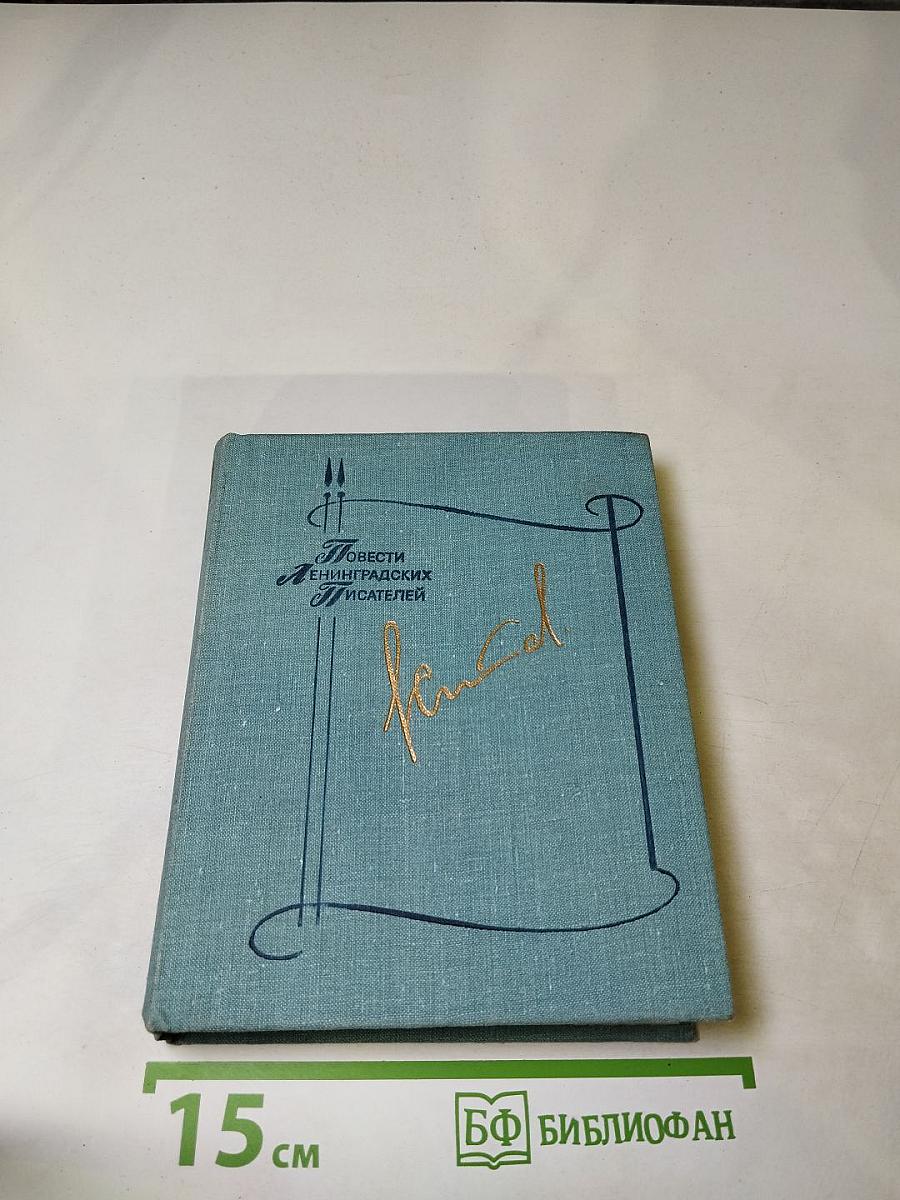 Повести
Ленинградских
Писателей
15 см
БФ БИБЛИОФАН